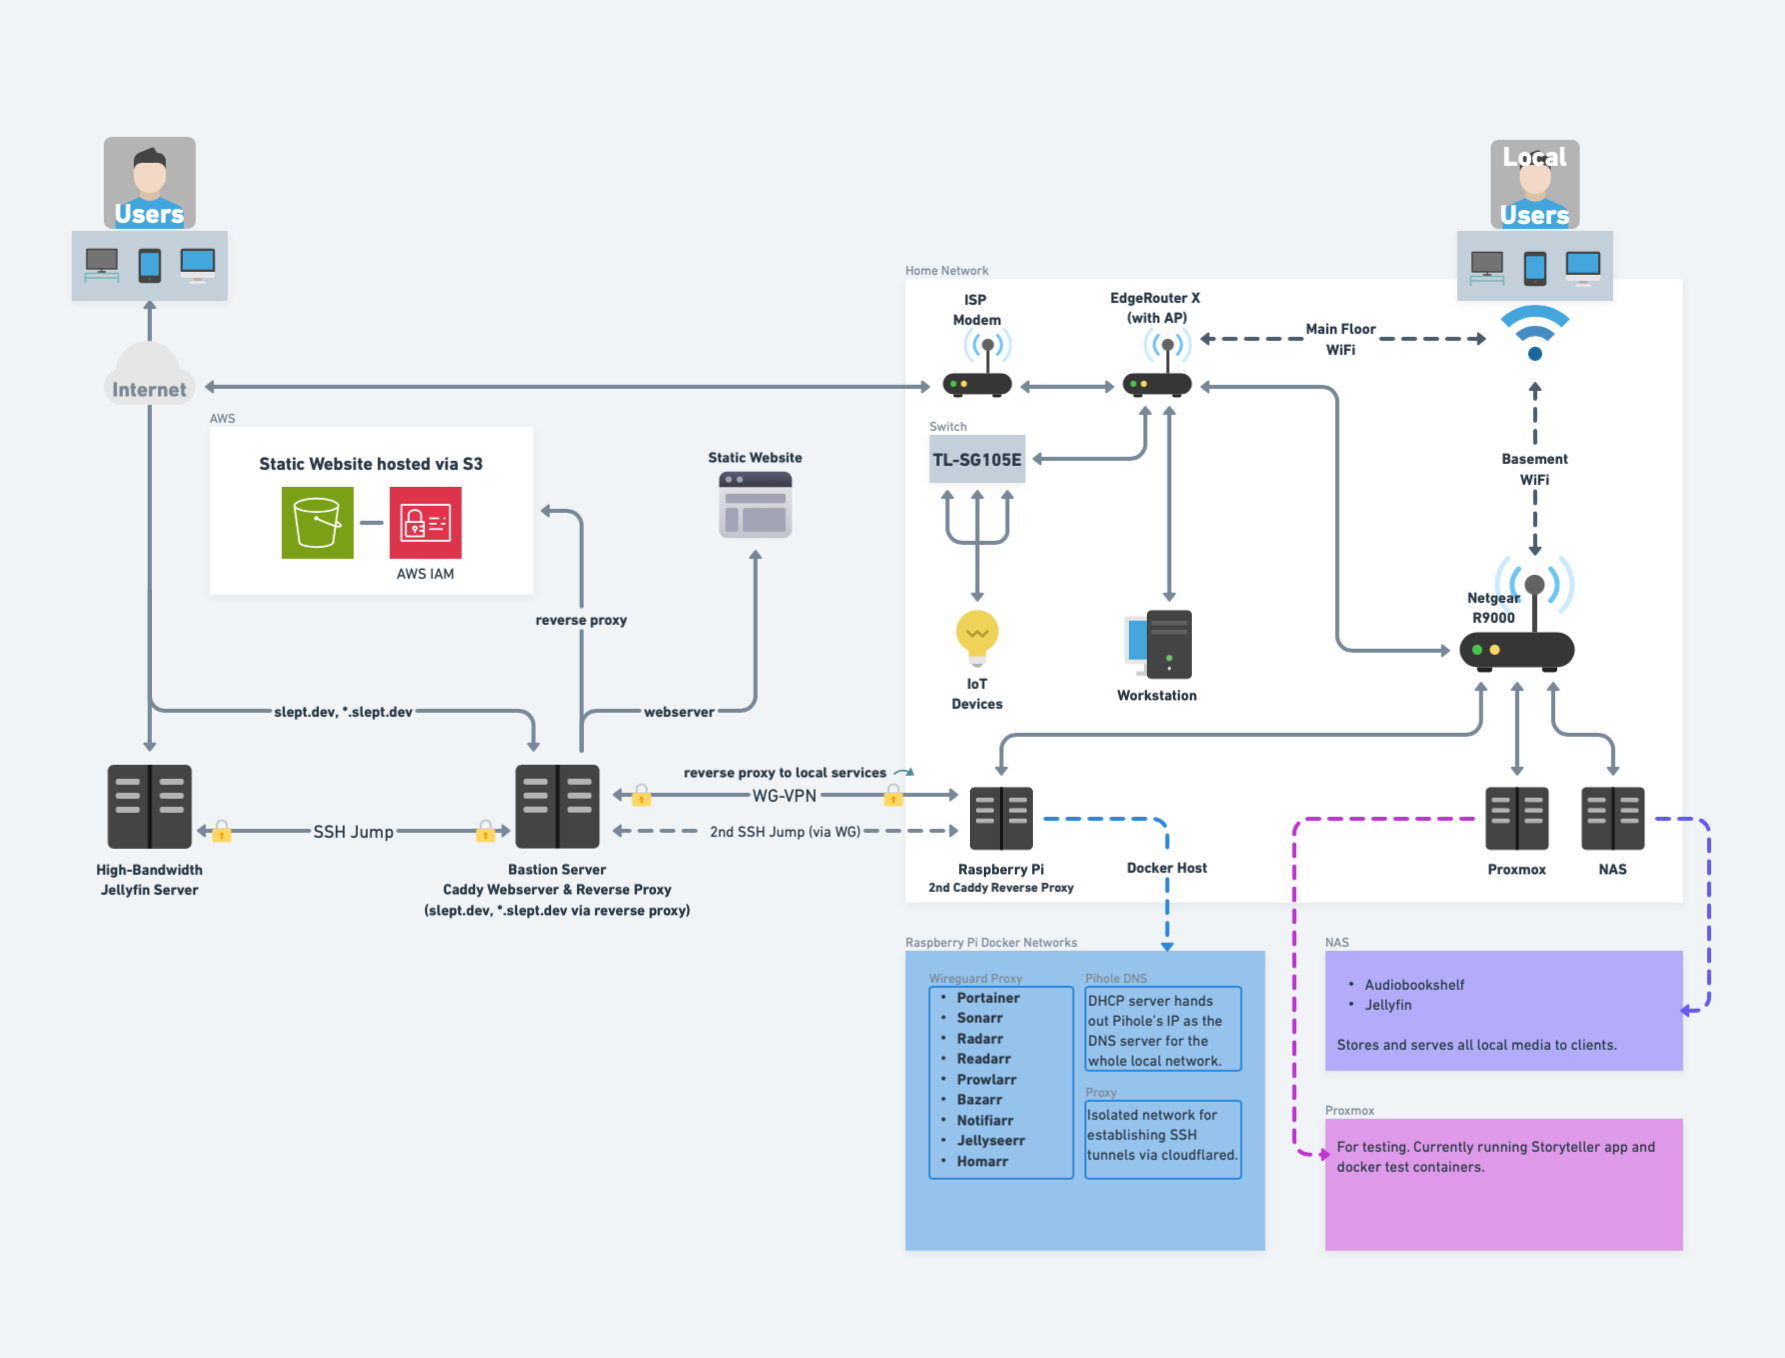 Users
Internet
AWS
Static Website hosted via S3
AWS IAM
Static Website
reverse proxy
slept.dev, *.slept.dev
webserver
High-Bandwidth
Jellyfin Server
SSH Jump
Bastion Server
Caddy Webserver & Reverse Proxy
(slept.dev, *.slept.dev via reverse proxy)
reverse proxy to local services
WG-VPN
2nd SSH Jump (via WG)
Local
Users
Home Network
ISP
Modem
EdgeRouter X
(with AP)
Main Floor
WiFi
Switch
TL-SG105E
Basement
WiFi
Netgear
R9000
IoT
Devices
Workstation
Raspberry Pi
2nd Caddy Reverse Proxy
Docker Host
Proxmox
NAS
Raspberry Pi Docker Networks
Wireguard Proxy
• Portainer
• Sonarr
• Radarr
• Readarr
• Prowlarr
• Bazarr
• Notifiarr
• Jellyseerr
• Homarr
Pihole DNS
DHCP server hands
out Pihole's IP as the
DNS server for the
whole local network.
Proxy
Isolated network for
establishing SSH
tunnels via cloudflared.
NAS
• Audiobookshelf
• Jellyfin
Stores and serves all local media to clients.
Proxmox
For testing. Currently running Storyteller app and
docker test containers.